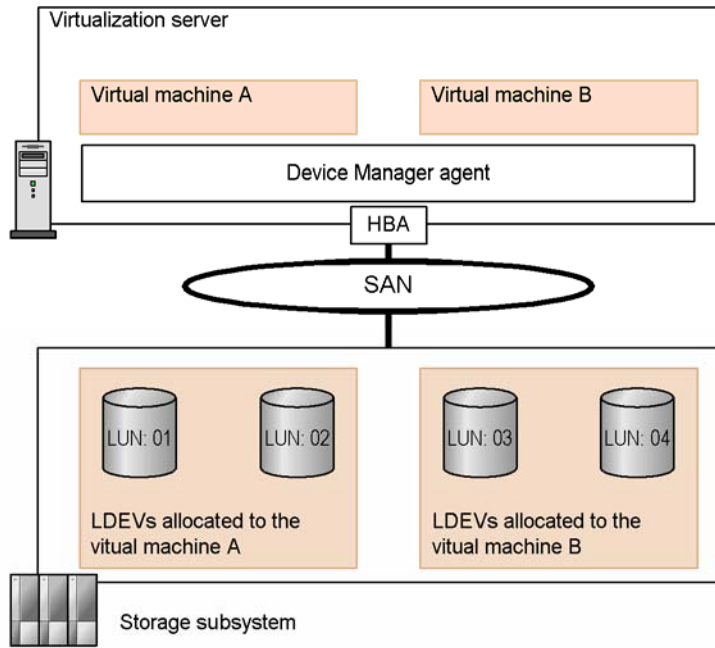 Virtualization server
Virtual machine A
Virtual machine B
Device Manager agent
HBA
SAN
LUN: 01
LUN: 02
LUN: 03
LUN: 04
LDEVs allocated to the
vitual machine A
LDEVs allocated to the
vitual machine B
Storage subsystem